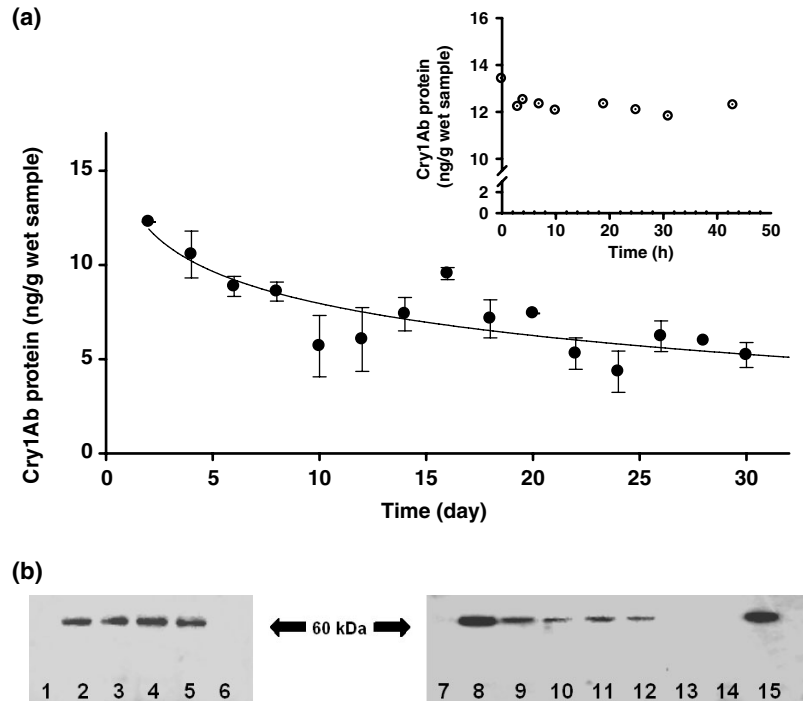 (a)
16
14
12
10
2
0
Cry1Ab protein
(ng/g wet sample)
0 10 20 30 40 50
Time (h)
15
10
5
0
Cry1Ab protein (ng/g wet sample)
0 5 10 15 20 25 30
Time (day)
(b)
60 kDa
1 2 3 4 5 6
7 8 9 10 11 12 13 14 15